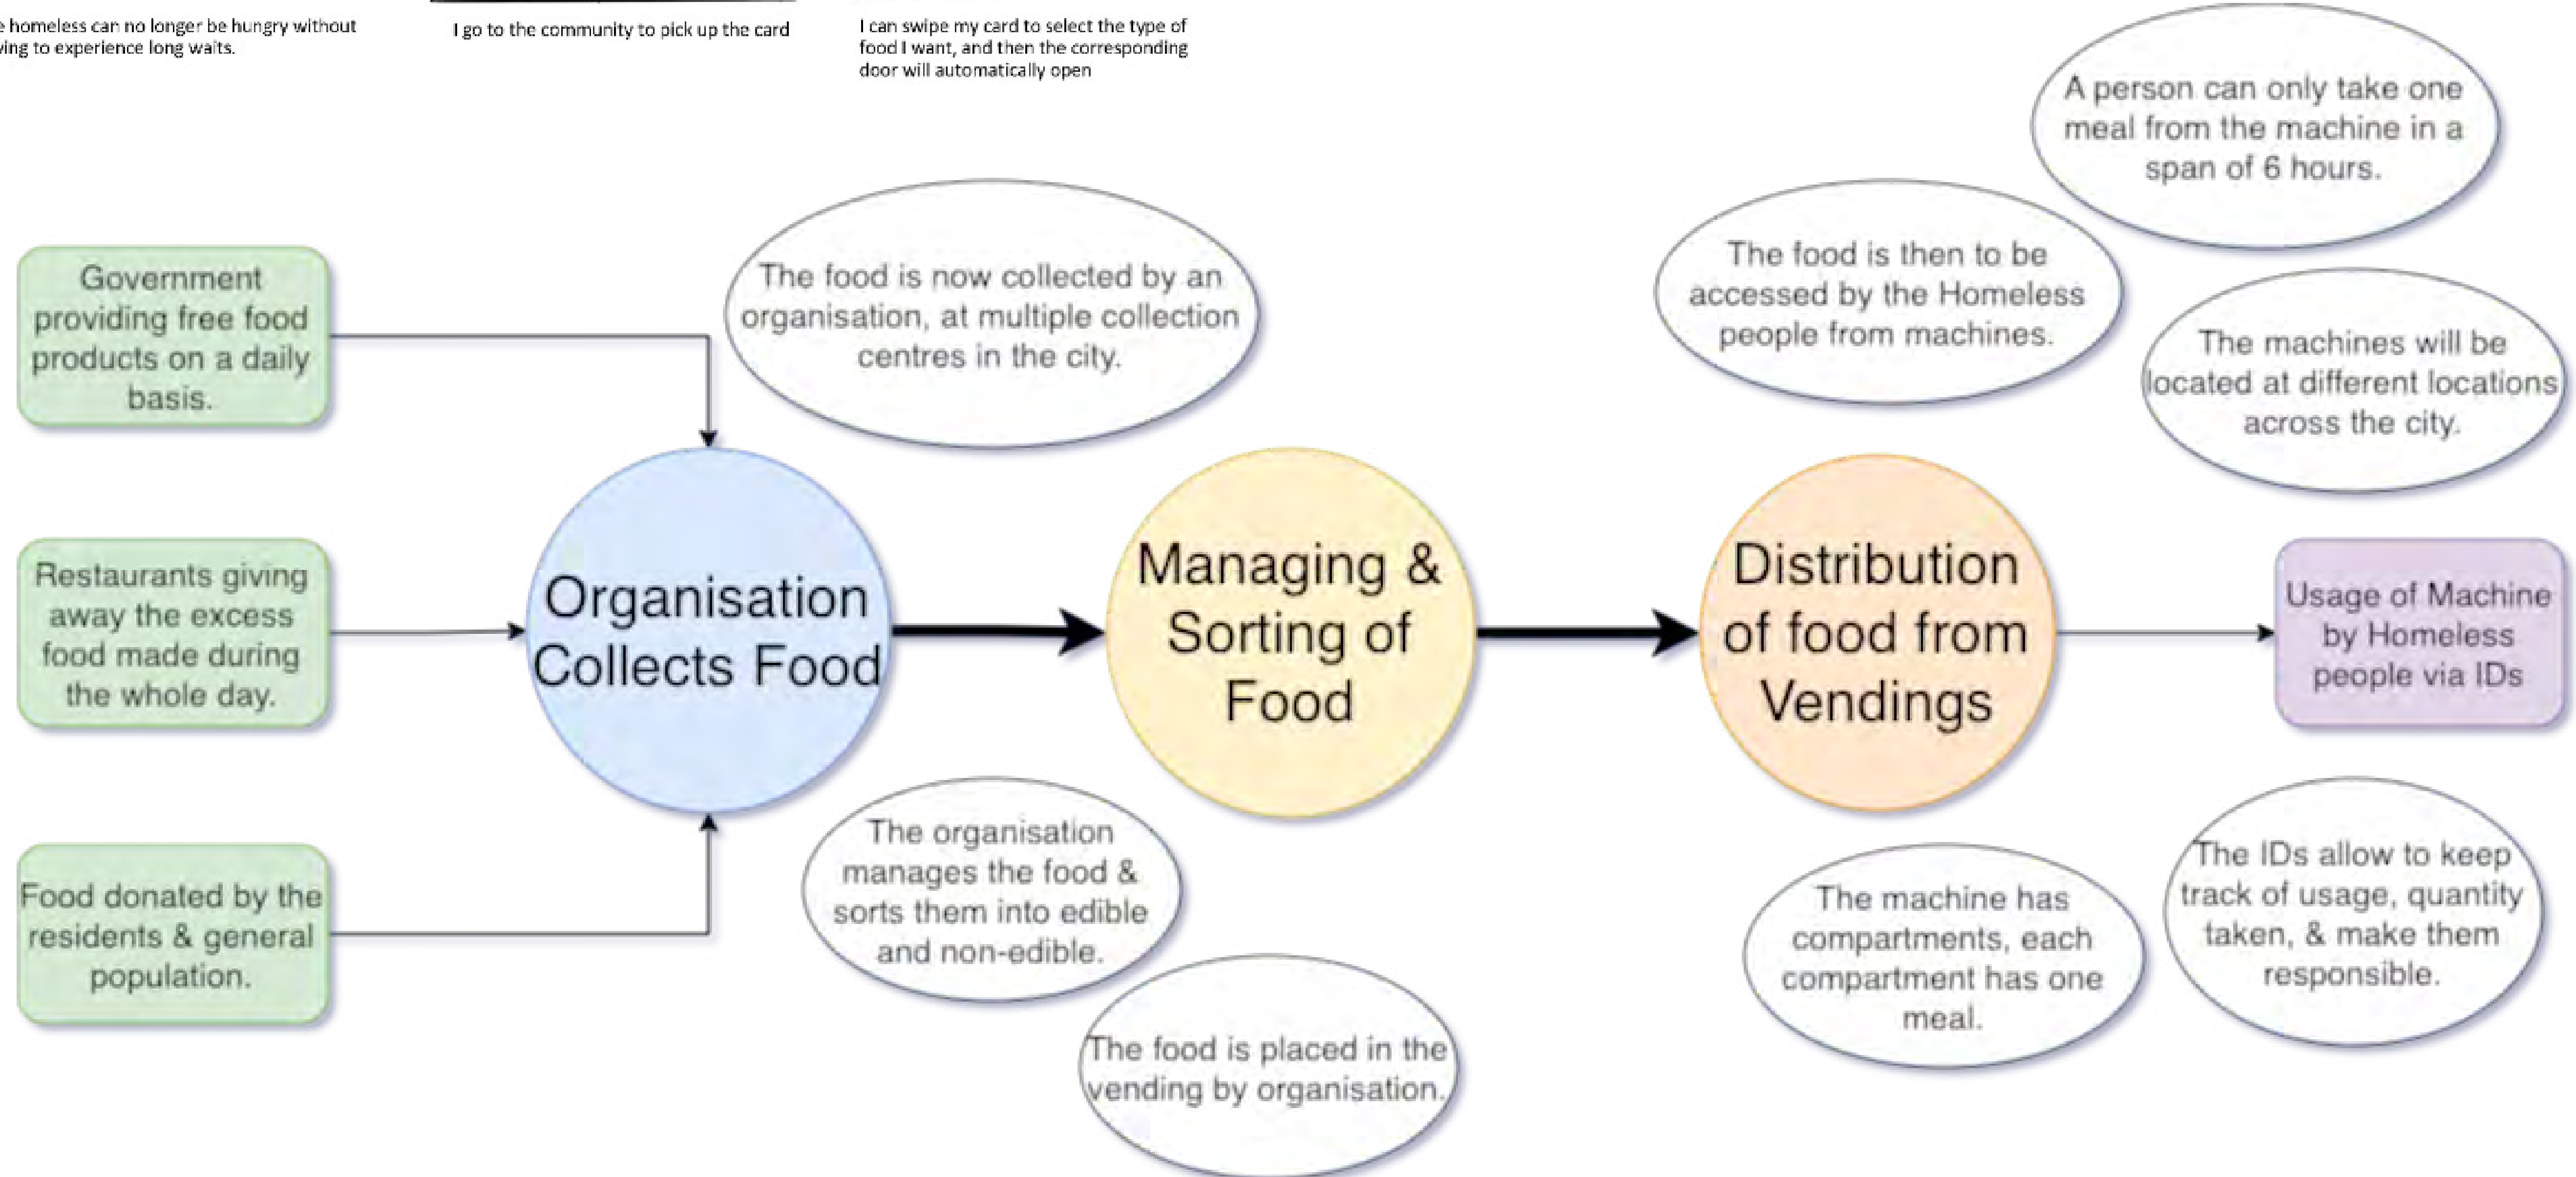 e homeless can no longer be hungry without
ving to experience long waits.
I go to the community to pick up the card
I can swipe my card to select the type of
food I want, and then the corresponding
door will automatically open
A person can only take one
meal from the machine in a
span of 6 hours.
The food is then to be
accessed by the Homeless
people from machines.
The machines will be
located at different locations
across the city.
The food is now collected by an
organisation, at multiple collection
centres in the city.
Government
providing free food
products on a daily
basis.
Restaurants giving
away the excess
food made during
the whole day.
Food donated by the
residents & general
population.
Organisation
Collects Food
Managing &
Sorting of
Food
Distribution
of food from
Vendings
Usage of Machine
by Homeless
people via IDs
The organisation
manages the food &
sorts them into edible
and non-edible.
The food is placed in the
vending by organisation.
The machine has
compartments, each
compartment has one
meal.
The IDs allow to keep
track of usage, quantity
taken, & make them
responsible.